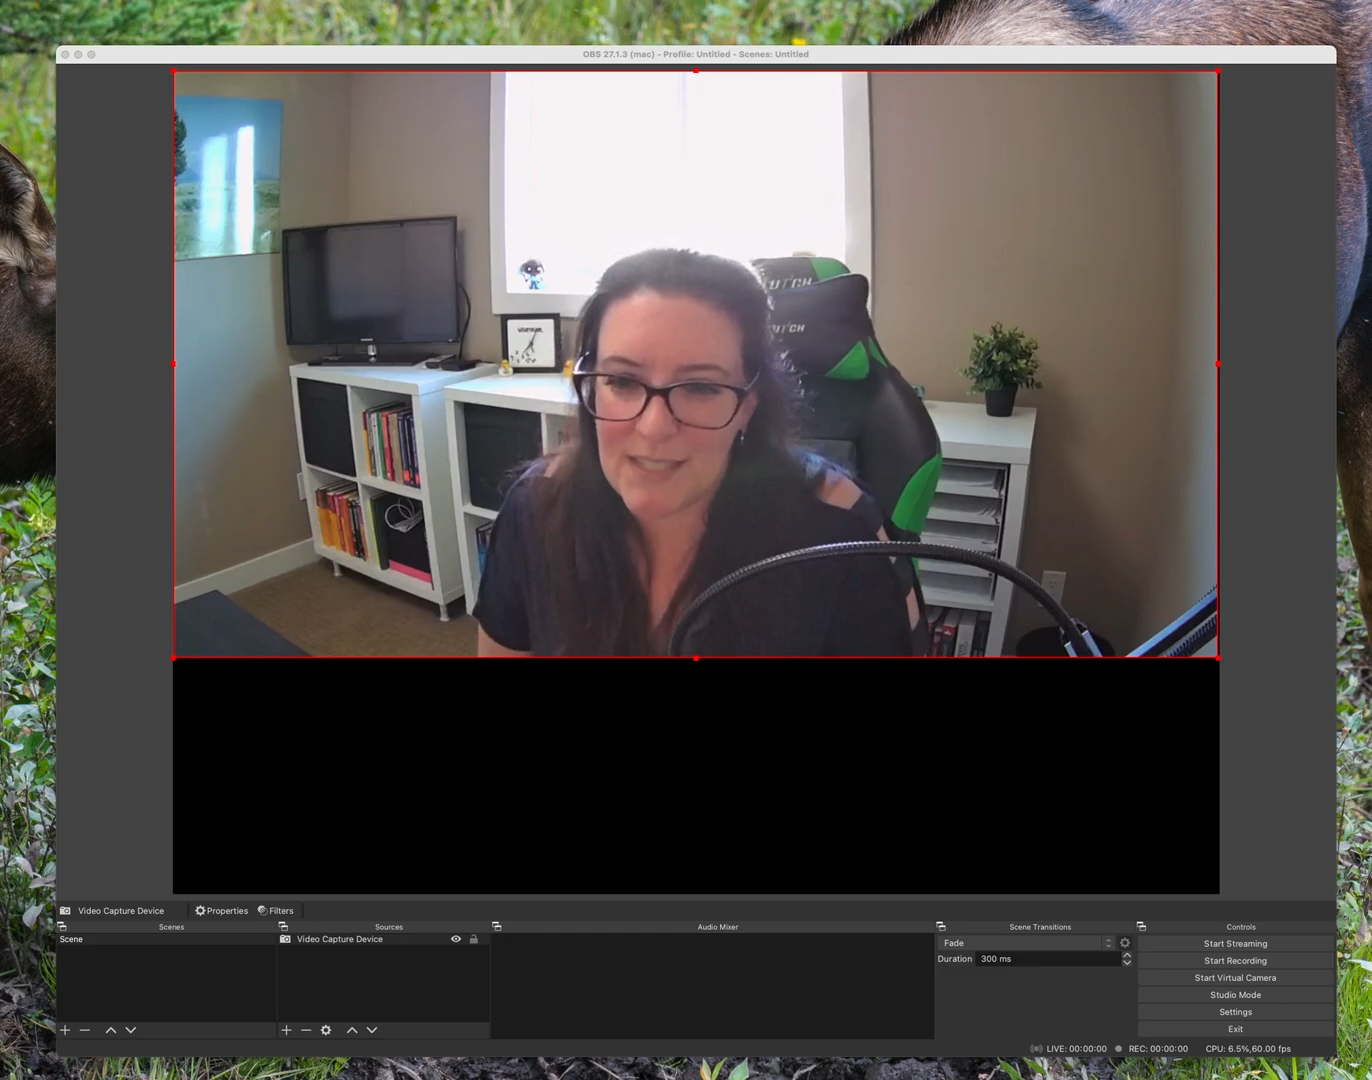 OBS 27.1.3 (mac) - Profile: Untitled - Scenes: Untitled
UTCH
UTCH
Video Capture Device
Properties
Filters
Scenes
Sources
Audio Mixer
Scene Transitions
Controls
Scene
Video Capture Device
Fade
Duration
300 ms
Start Streaming
Start Recording
Start Virtual Camera
Studio Mode
Settings
Exit
LIVE: 00:00:00
REC: 00:00:00
CPU: 6.5%,60.00 fps